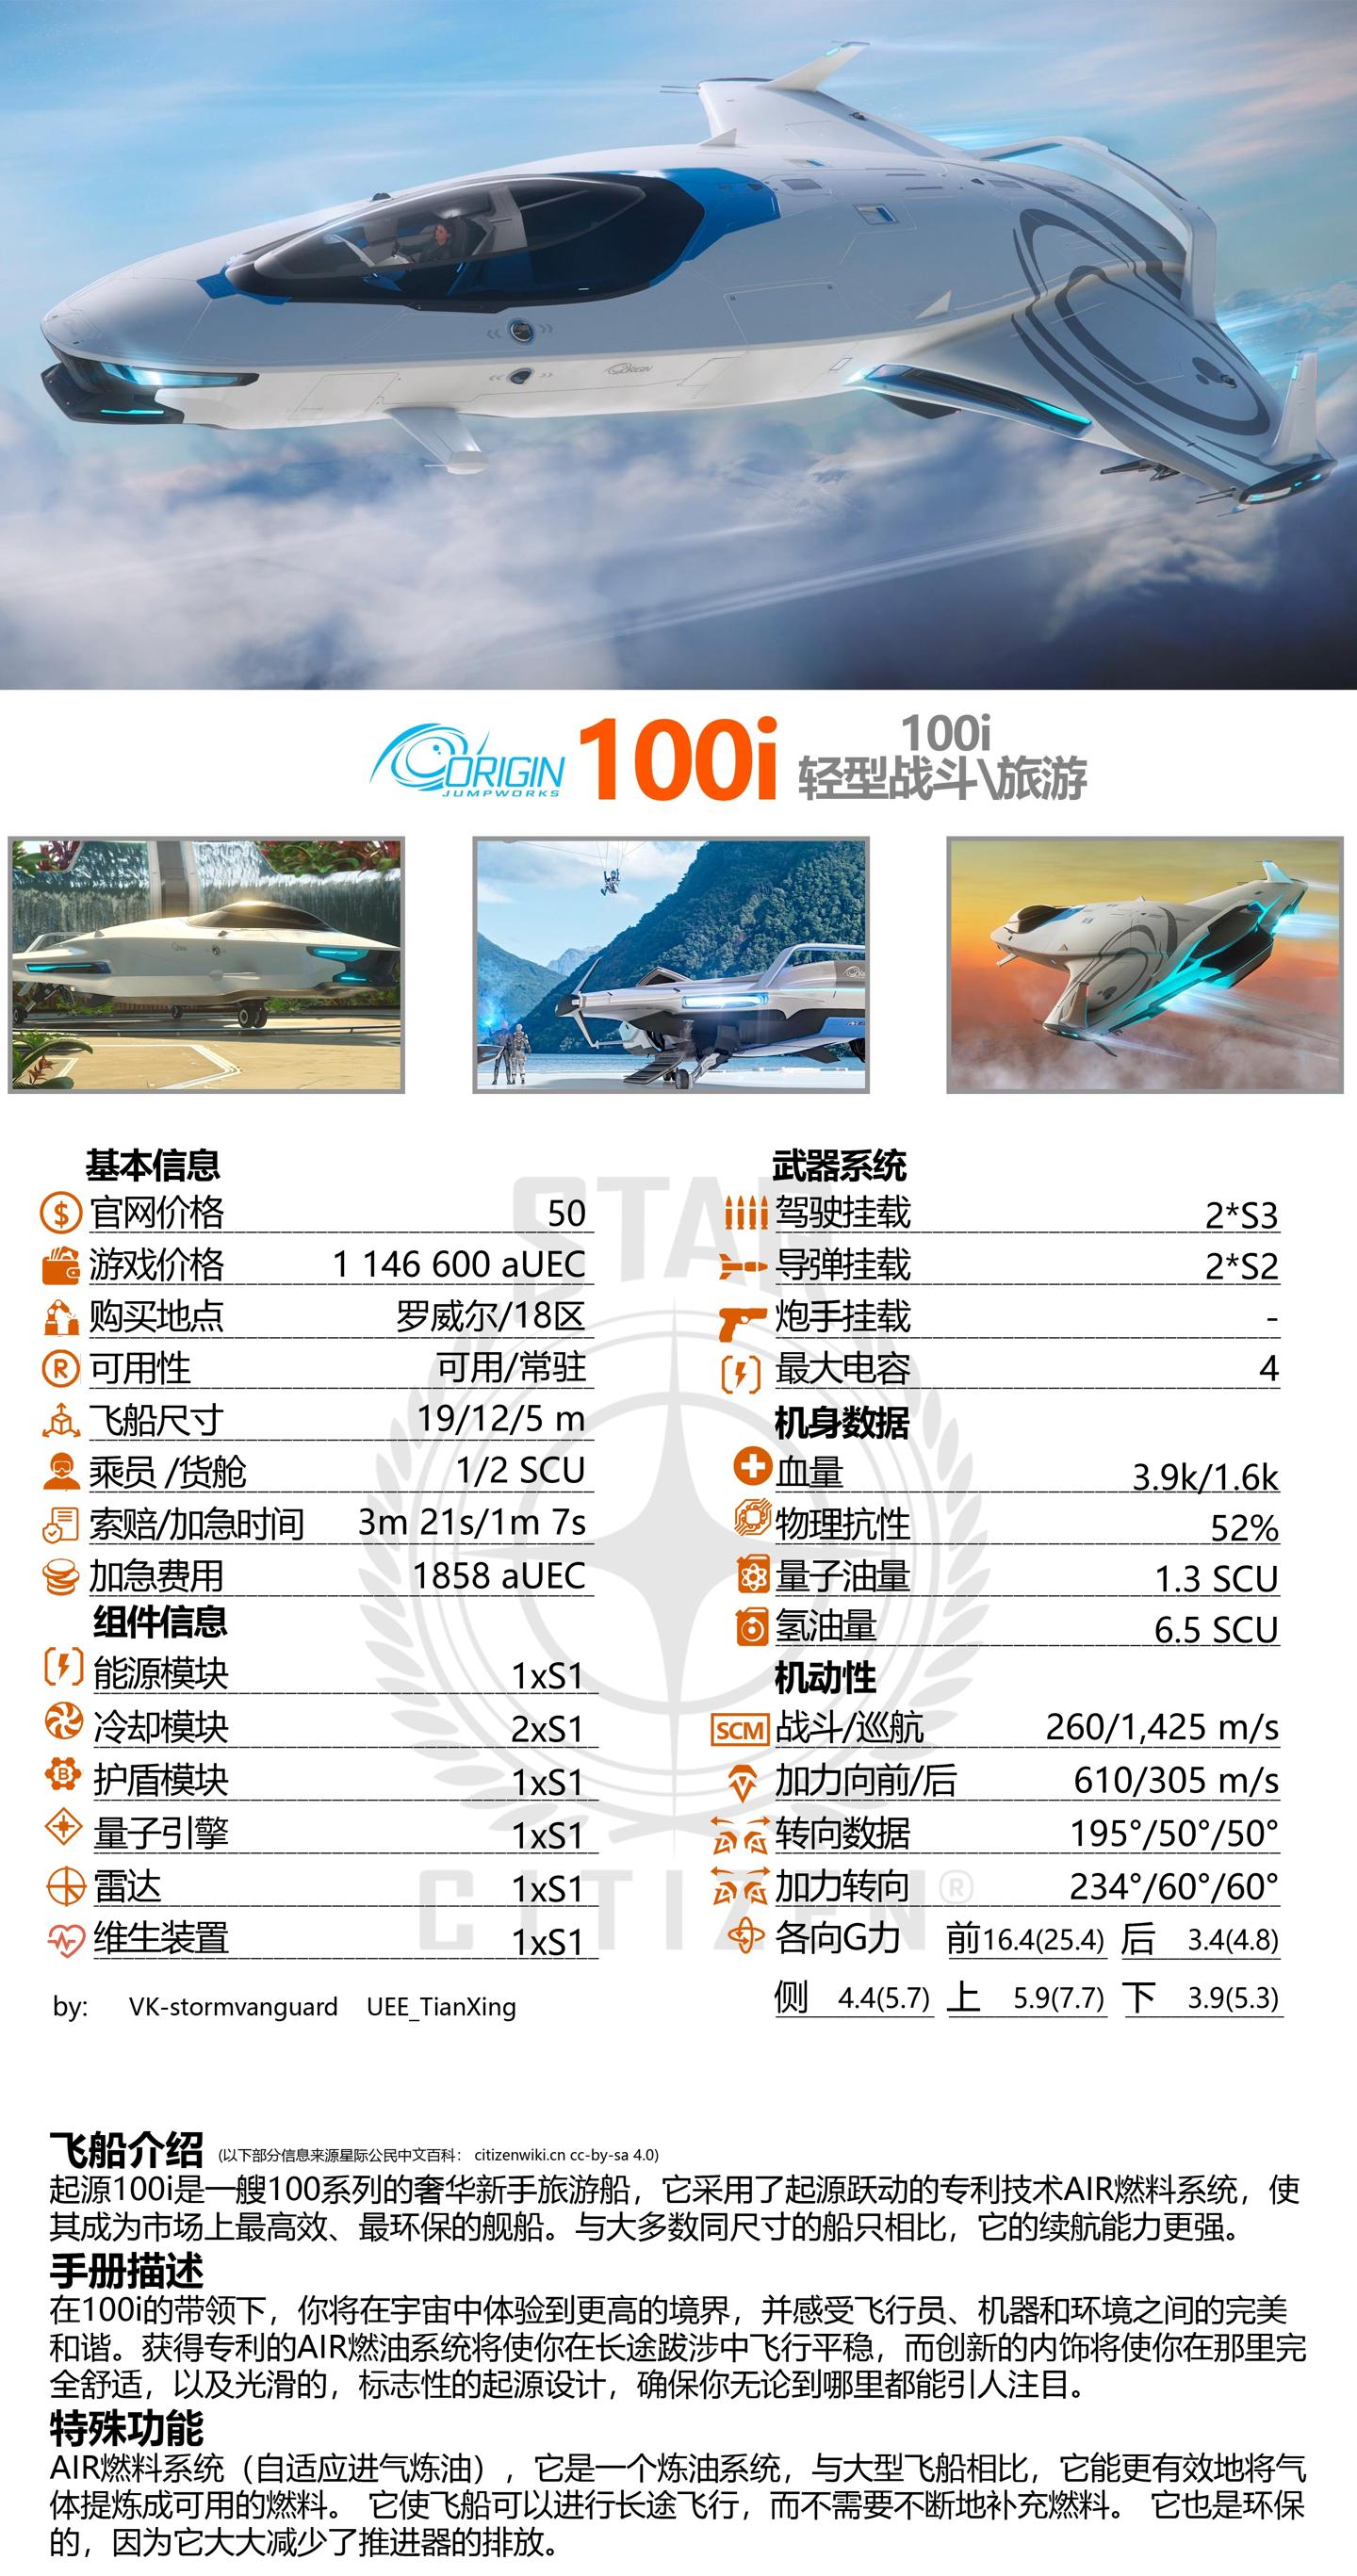 ORIGIN
JUMPWORKS
100i
100i
轻型战斗\旅游
基本信息
官网价格 50
游戏价格 1 146 600 aUEC
购买地点 罗威尔/18区
可用性 可用/常驻
飞船尺寸 19/12/5 m
乘员 /货舱 1/2 SCU
索赔/加急时间 3m 21s/1m 7s
加急费用 1858 aUEC
组件信息
能源模块 1xS1
冷却模块 2xS1
护盾模块 1xS1
量子引擎 1xS1
雷达 1xS1
维生装置 1xS1
by: VK-stormvanguard UEE_TianXing
武器系统
驾驶挂载 2*S3
导弹挂载 2*S2
炮手挂载 -
最大电容 4
机身数据
血量 3.9k/1.6k
物理抗性 52%
量子油量 1.3 SCU
氢油量 6.5 SCU
机动性
SCM 战斗/巡航 260/1,425 m/s
加力向前/后 610/305 m/s
转向数据 195°/50°/50°
加力转向 234°/60°/60°
各向G力 前16.4(25.4) 后 3.4(4.8)
侧 4.4(5.7) 上 5.9(7.7) 下 3.9(5.3)
STAR
CITIZEN®
飞船介绍 (以下部分信息来源星际公民中文百科： citizenwiki.cn cc-by-sa 4.0)
起源100i是一艘100系列的奢华新手旅游船，它采用了起源跃动的专利技术AIR燃料系统，使
其成为市场上最高效、最环保的舰船。与大多数同尺寸的船只相比，它的续航能力更强。
手册描述
在100i的带领下，你将在宇宙中体验到更高的境界，并感受飞行员、机器和环境之间的完美
和谐。获得专利的AIR燃油系统将使你在长途跋涉中飞行平稳，而创新的内饰将使你在那里完
全舒适，以及光滑的，标志性的起源设计，确保你无论到哪里都能引人注目。
特殊功能
AIR燃料系统（自适应进气炼油），它是一个炼油系统，与大型飞船相比，它能更有效地将气
体提炼成可用的燃料。 它使飞船可以进行长途飞行，而不需要不断地补充燃料。 它也是环保
的，因为它大大减少了推进器的排放。